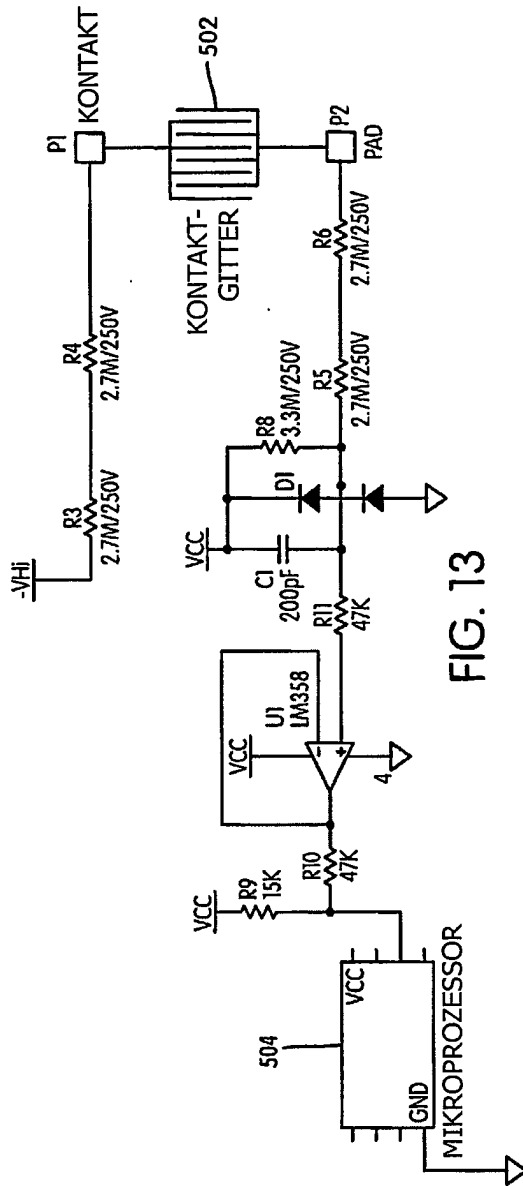 -VHi
R3
2.7M/250V
R4
2.7M/250V
P1
KONTAKT
502
KONTAKT-
GITTER
P2
PAD
R6
2.7M/250V
R5
2.7M/250V
R8
3.3M/250V
D1
VCC
C1
200pF
R11
47K
U1
LM358
VCC
-
+
4
R10
47K
VCC
R9
15K
504
VCC
GND
MIKROPROZESSOR
FIG. 13